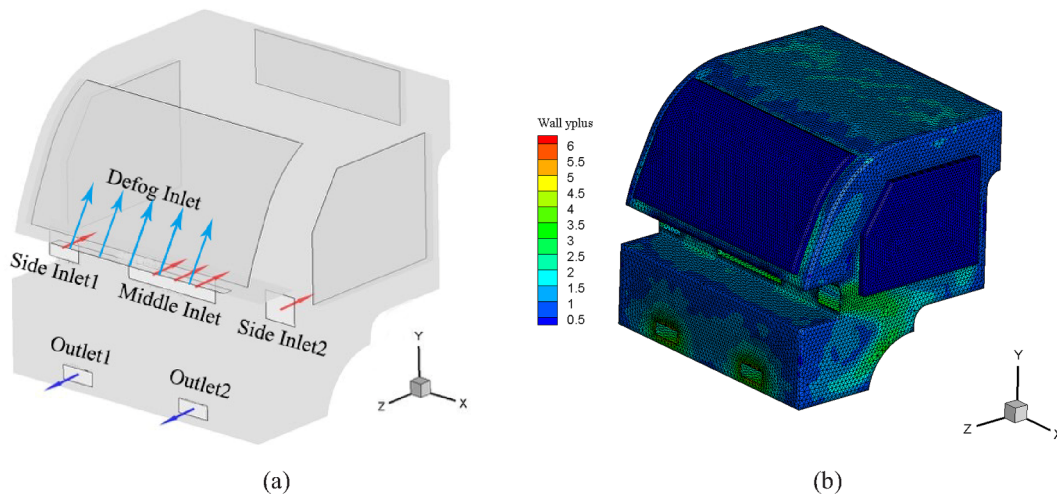 Defog Inlet
Side Inlet1
Middle Inlet
Side Inlet2
Outlet1
Outlet2
Y
Z
X
(a)
Wall yplus
6
5.5
5
4.5
4
3.5
3
2.5
2
1.5
1
0.5
Y
Z
X
(b)